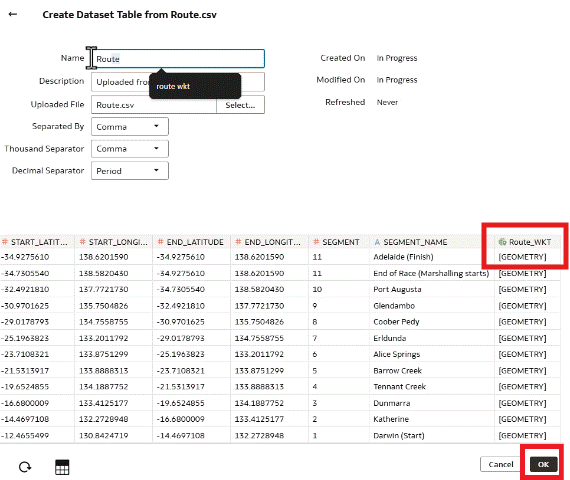 ← Create Dataset Table from Route.csv
Name Route Created On In Progress
Description Uploaded from Modified On In Progress
route wkt
Uploaded File Route.csv Select... Refreshed Never
Separated By Comma
Thousand Separator Comma
Decimal Separator Period
# START_LATIT... # START_LONGI... # END_LATITUDE # END_LONGIT... # SEGMENT A SEGMENT_NAME Route_WKT
-34.9275610 138.6201590 -34.9275610 138.6201590 11 Adelaide (Finish) [GEOMETRY]
-34.7305540 138.5820430 -34.9275610 138.6201590 11 End of Race (Marshalling starts) [GEOMETRY]
-32.4921810 137.7721730 -34.7305540 138.5820430 10 Port Augusta [GEOMETRY]
-30.9701625 135.7504826 -32.4921810 137.7721730 9 Glendambo [GEOMETRY]
-29.0178793 134.7558755 -30.9701625 135.7504826 8 Coober Pedy [GEOMETRY]
-25.1963823 133.2011792 -29.0178793 134.7558755 7 Erldunda [GEOMETRY]
-23.7108321 133.8751299 -25.1963823 133.2011792 6 Alice Springs [GEOMETRY]
-21.5313917 133.8888313 -23.7108321 133.8751299 5 Barrow Creek [GEOMETRY]
-19.6524855 134.1887752 -21.5313917 133.8888313 4 Tennant Creek [GEOMETRY]
-16.6800009 133.4125177 -19.6524855 134.1887752 3 Dunmarra [GEOMETRY]
-14.4697108 132.2728948 -16.6800009 133.4125177 2 Katherine [GEOMETRY]
-12.4655499 130.8424719 -14.4697108 132.2728948 1 Darwin (Start) [GEOMETRY]
Cancel OK